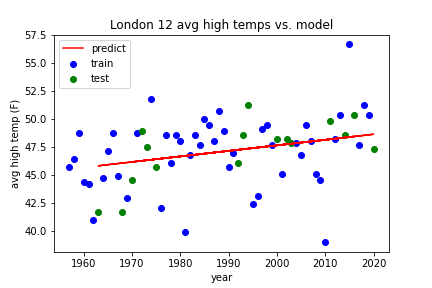 London 12 avg high temps vs. model
57.5
55.0
52.5
50.0
47.5
45.0
42.5
40.0
avg high temp (F)
predict
train
test
1960 1970 1980 1990 2000 2010 2020
year